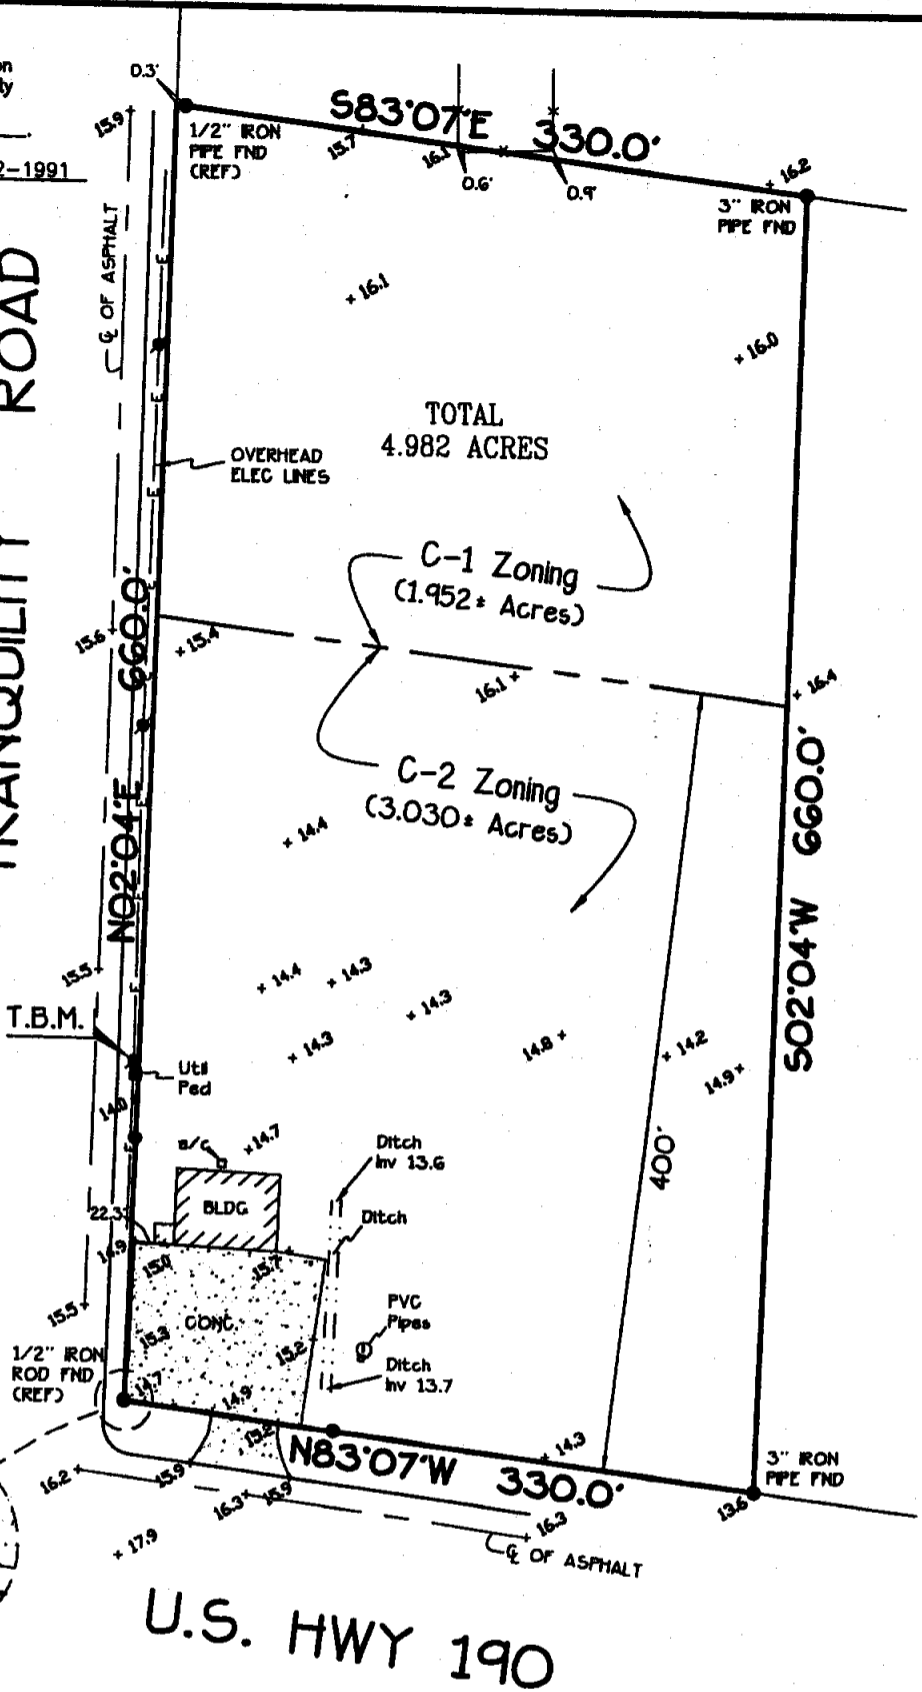 on
ty
2-1991
0.3'
15.9
1/2" IRON
PIPE FND
(REF)
S83°07'E 330.0'
15.7
16.1
0.6'
0.9'
16.2
3" IRON
PIPE FND
℄ OF ASPHALT
TRANQUILITY ROAD
E
E
E
E
16.1
16.0
TOTAL
4.982 ACRES
OVERHEAD
ELEC LINES
C-1 Zoning
(1.952± Acres)
15.6
15.4
16.1
16.4
N02°04'E 660.0'
S02°04'W 660.0'
C-2 Zoning
(3.030± Acres)
14.4
15.5
14.4
14.3
14.3
14.3
14.8
14.2
14.9
T.B.M.
Util
Ped
14.0
B/C
14.7
Ditch
Inv 13.6
BLDG
Ditch
22.3
14.9
15.0
15.7
400'
15.5
CONC.
PVC
Pipes
15.3
15.2
1/2" IRON
ROD FND
(REF)
Ditch
Inv 13.7
14.7
14.9
15.2
N83°07'W 330.0'
14.3
3" IRON
PIPE FND
13.6
16.2
15.9
16.3
15.9
16.3
17.9
℄ OF ASPHALT
U.S. HWY 190